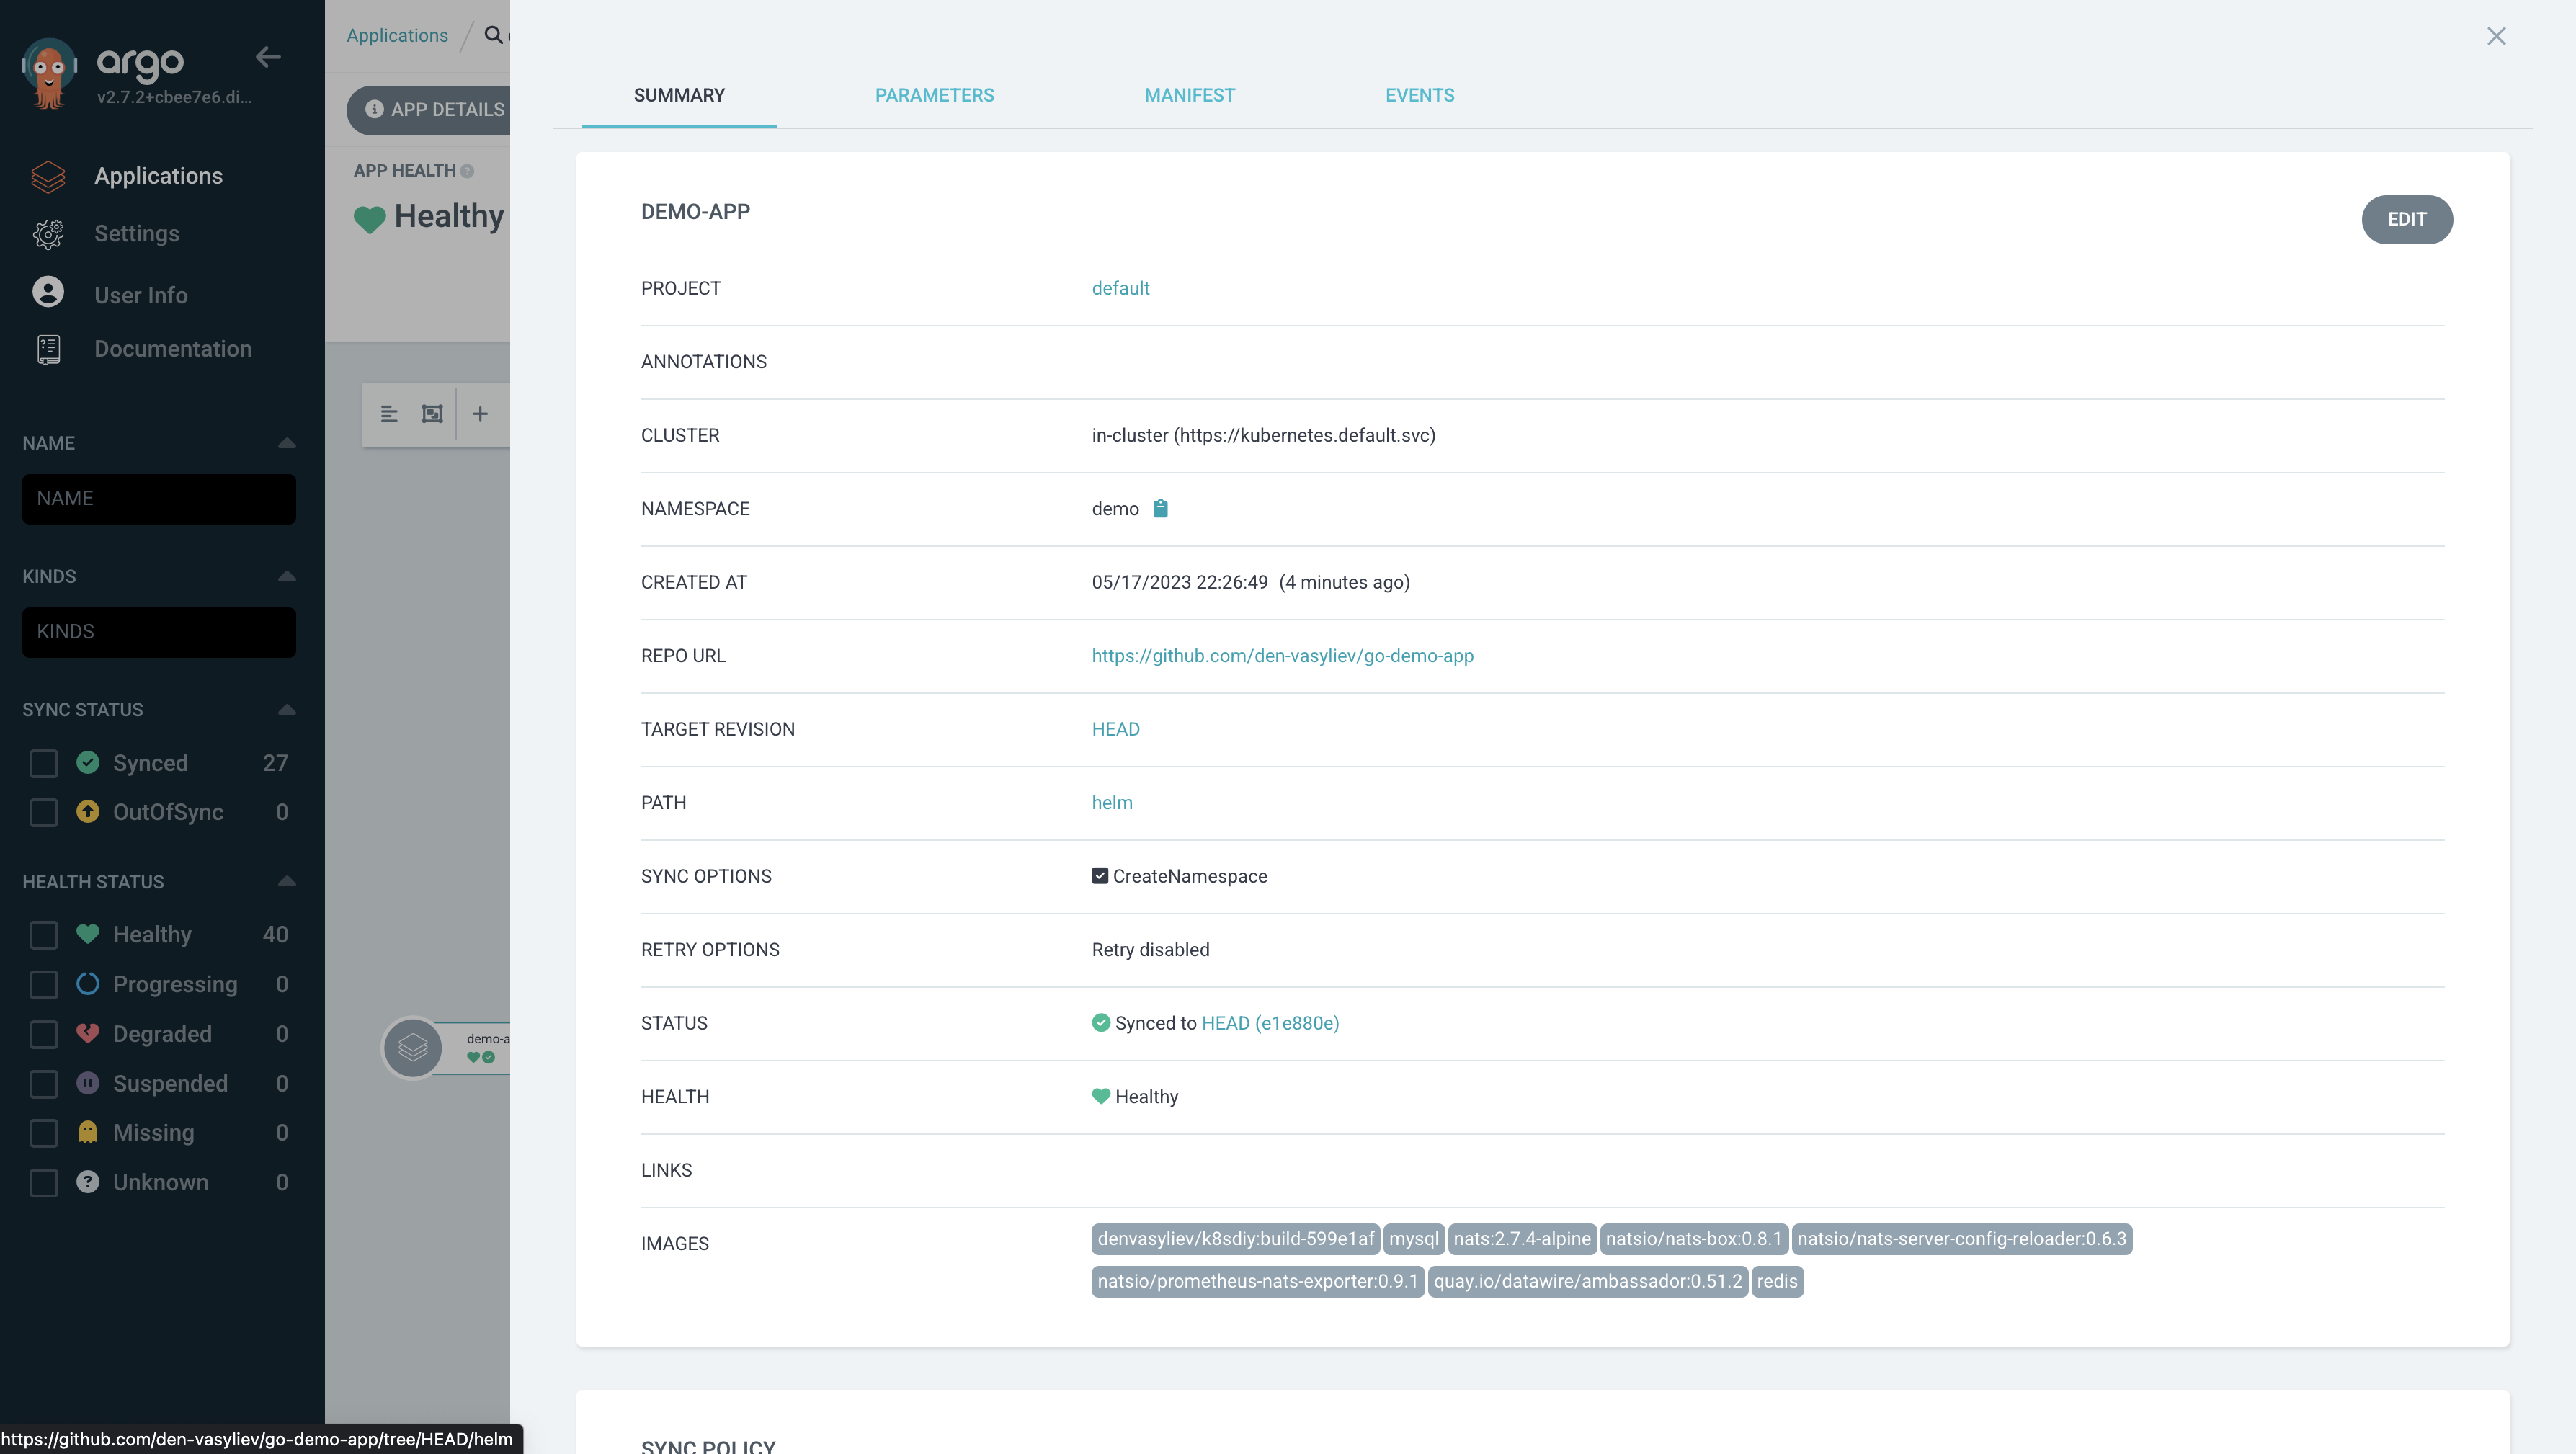 argo
v2.7.2+cbee7e6.di...
Applications
Settings
User Info
Documentation
NAME
NAME
KINDS
KINDS
SYNC STATUS
Synced 27
OutOfSync 0
HEALTH STATUS
Healthy 40
Progressing 0
Degraded 0
Suspended 0
Missing 0
Unknown 0
Applications /
APP DETAILS
APP HEALTH
Healthy
demo-a
SUMMARY PARAMETERS MANIFEST EVENTS
DEMO-APP EDIT
PROJECT default
ANNOTATIONS
CLUSTER in-cluster (https://kubernetes.default.svc)
NAMESPACE demo
CREATED AT 05/17/2023 22:26:49 (4 minutes ago)
REPO URL https://github.com/den-vasyliev/go-demo-app
TARGET REVISION HEAD
PATH helm
SYNC OPTIONS CreateNamespace
RETRY OPTIONS Retry disabled
STATUS Synced to HEAD (e1e880e)
HEALTH Healthy
LINKS
IMAGES denvasyliev/k8sdiy:build-599e1af mysql nats:2.7.4-alpine natsio/nats-box:0.8.1 natsio/nats-server-config-reloader:0.6.3
natsio/prometheus-nats-exporter:0.9.1 quay.io/datawire/ambassador:0.51.2 redis
SYNC POLICY
https://github.com/den-vasyliev/go-demo-app/tree/HEAD/helm